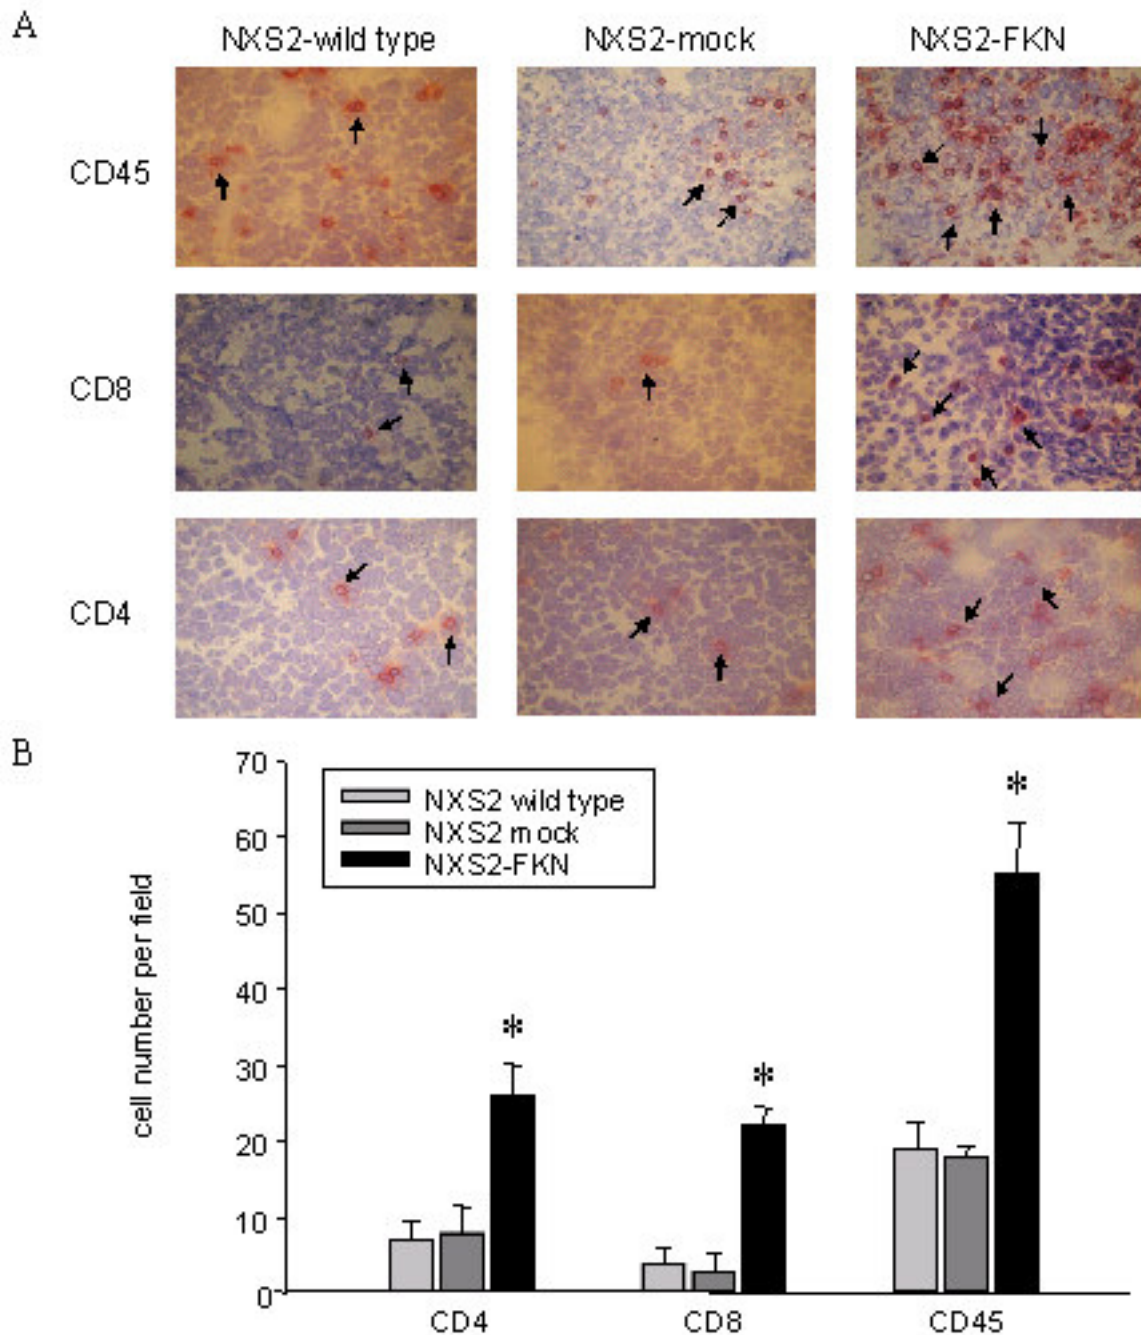 A
NXS2-wild type NXS2-mock NXS2-FKN
CD45
CD8
CD4
B
70
60
50
40
30
20
10
0
cell number per field
NXS2 wild type
NXS2 mock
NXS2-FKN
*
*
*
CD4 CD8 CD45